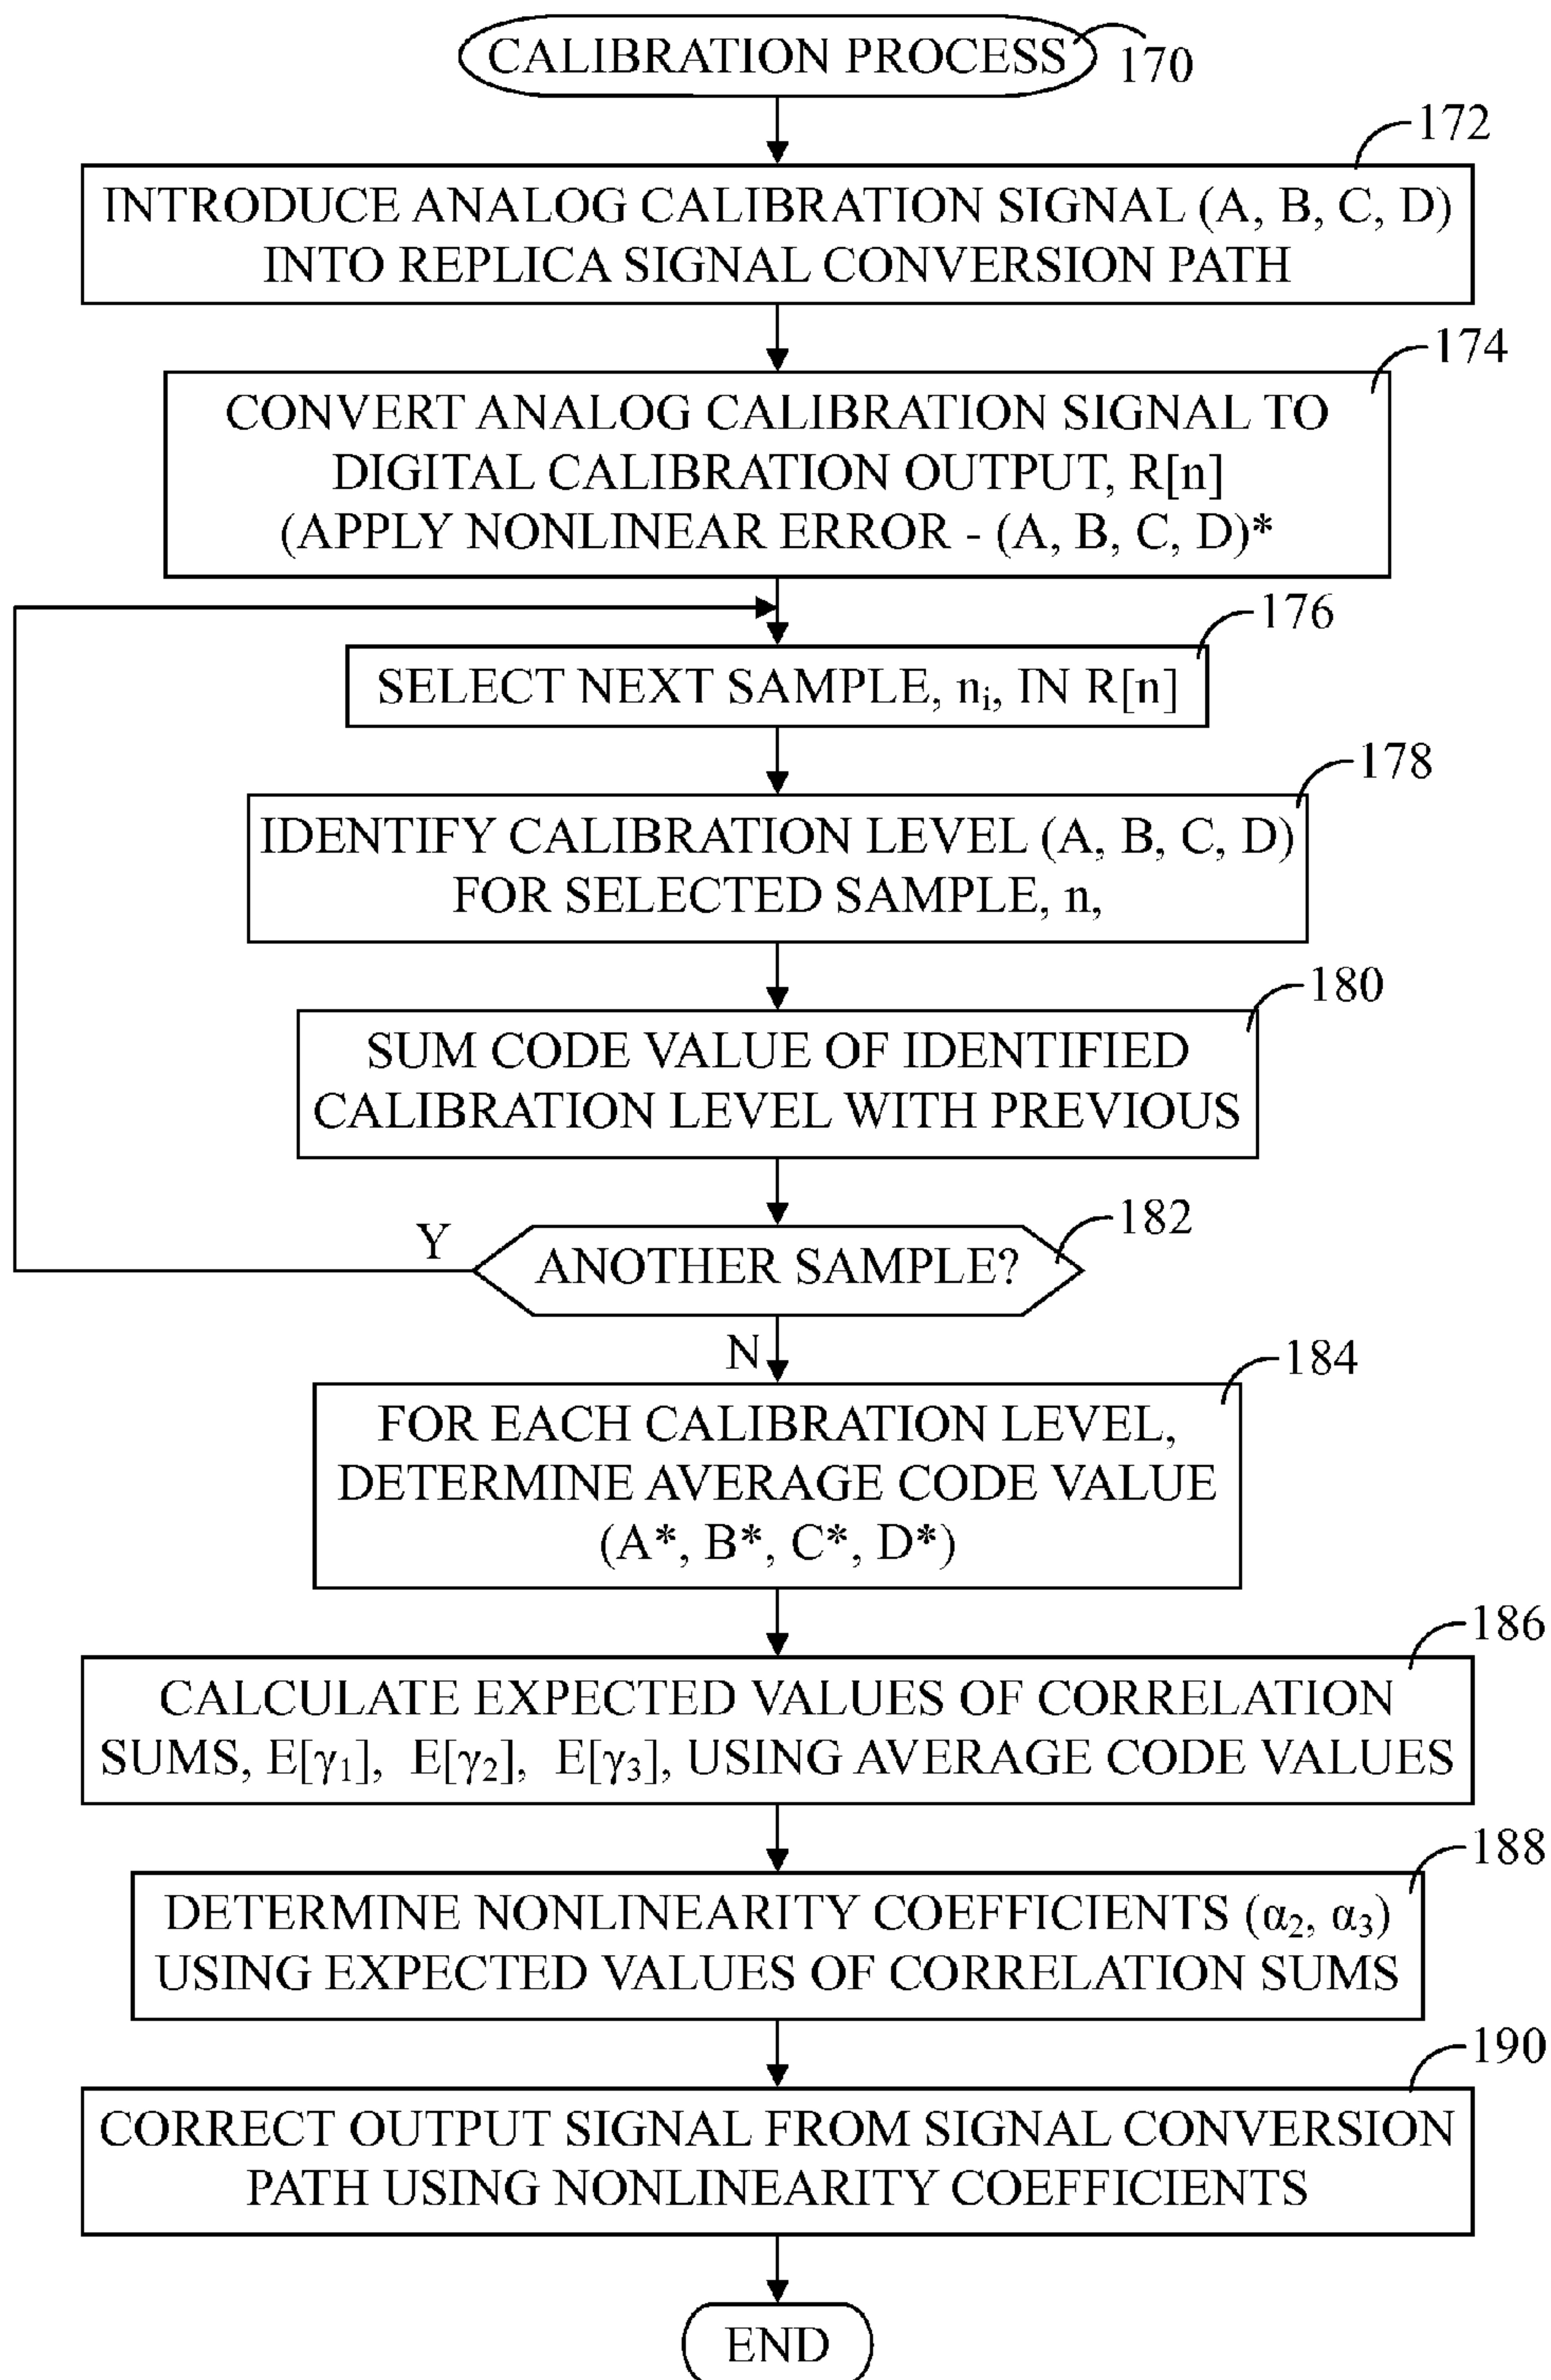 CALIBRATION PROCESS
170
172
INTRODUCE ANALOG CALIBRATION SIGNAL (A, B, C, D)
INTO REPLICA SIGNAL CONVERSION PATH
174
CONVERT ANALOG CALIBRATION SIGNAL TO
DIGITAL CALIBRATION OUTPUT, R[n]
(APPLY NONLINEAR ERROR - (A, B, C, D)*
176
SELECT NEXT SAMPLE, nᵢ, IN R[n]
178
IDENTIFY CALIBRATION LEVEL (A, B, C, D)
FOR SELECTED SAMPLE, n,
180
SUM CODE VALUE OF IDENTIFIED
CALIBRATION LEVEL WITH PREVIOUS
182
Y
ANOTHER SAMPLE?
N
184
FOR EACH CALIBRATION LEVEL,
DETERMINE AVERAGE CODE VALUE
(A*, B*, C*, D*)
186
CALCULATE EXPECTED VALUES OF CORRELATION
SUMS, E[γ₁], E[γ₂], E[γ₃], USING AVERAGE CODE VALUES
188
DETERMINE NONLINEARITY COEFFICIENTS (α₂, α₃)
USING EXPECTED VALUES OF CORRELATION SUMS
190
CORRECT OUTPUT SIGNAL FROM SIGNAL CONVERSION
PATH USING NONLINEARITY COEFFICIENTS
END